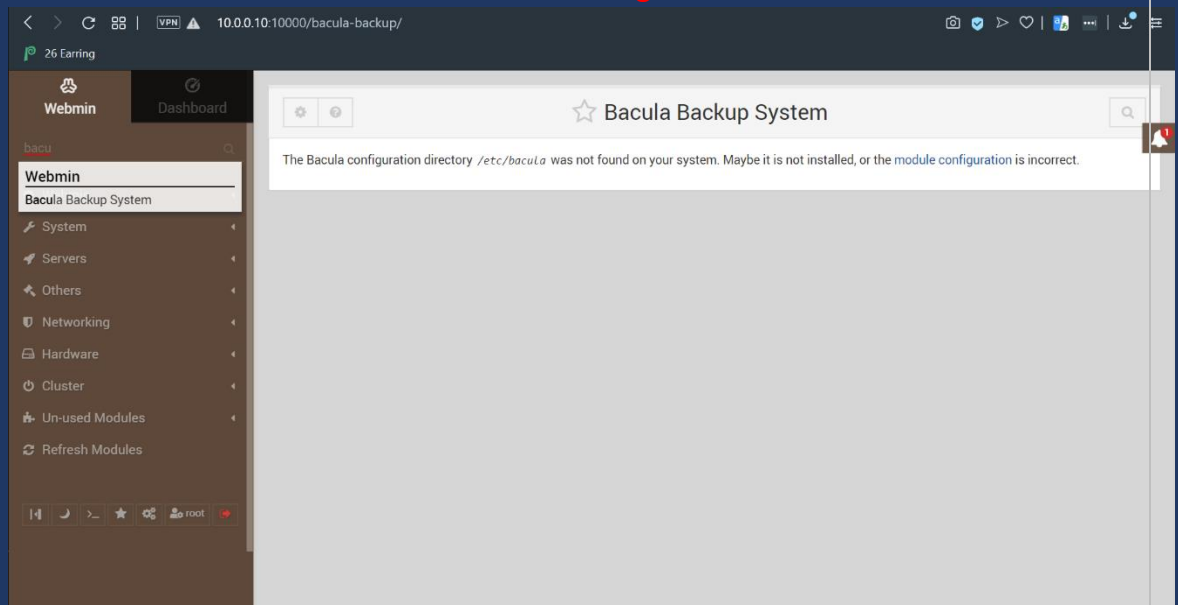 VPN 10.0.0.10:10000/bacula-backup/
26 Earring
Webmin
Dashboard
bacu
Webmin
Bacula Backup System
System
Servers
Others
Networking
Hardware
Cluster
Un-used Modules
Refresh Modules
root
Bacula Backup System
The Bacula configuration directory /etc/bacula was not found on your system. Maybe it is not installed, or the module configuration is incorrect.
1